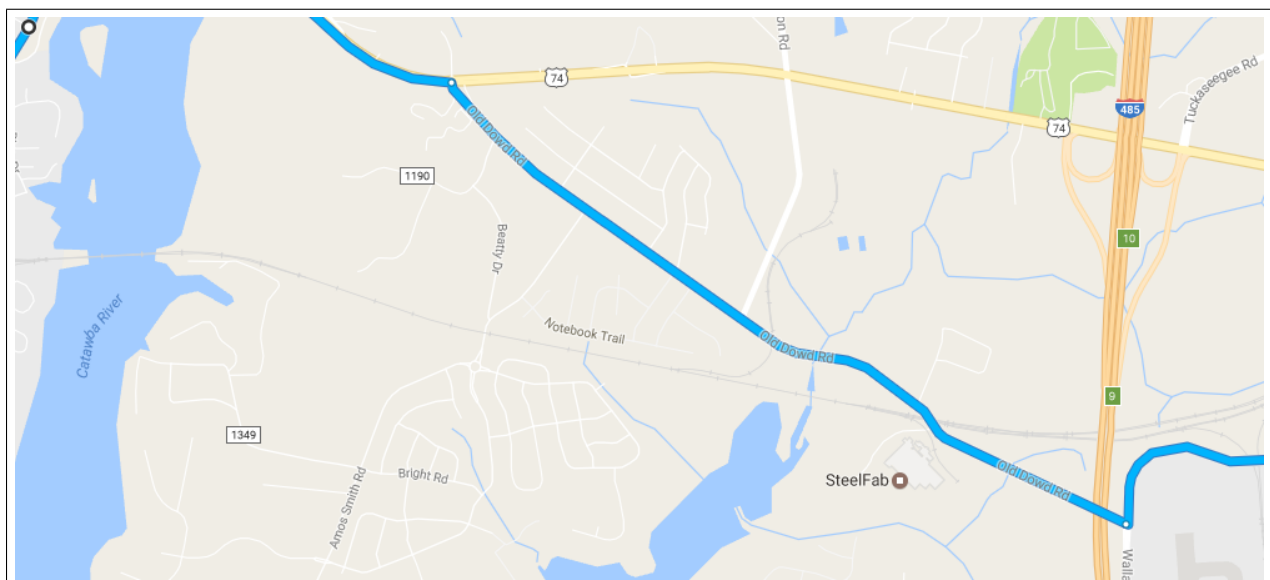 on Rd
74
485
Tuckaseegee Rd
74
Old Dowd Rd
1190
Beatty Dr
10
Catawba River
Notebook Trail
Old Dowd Rd
9
1349
Bright Rd
Amos Smith Rd
SteelFab
Old Dowd Rd
Walla